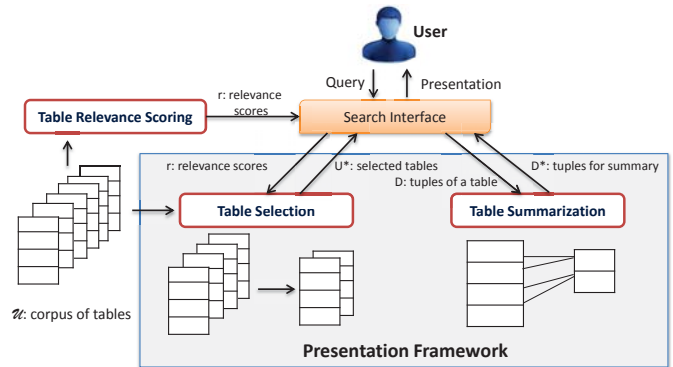 User
Query
Presentation
r: relevance
scores
Table Relevance Scoring
Search Interface
r: relevance scores
U*: selected tables
D*: tuples for summary
D: tuples of a table
Table Selection
Table Summarization
𝒰: corpus of tables
Presentation Framework